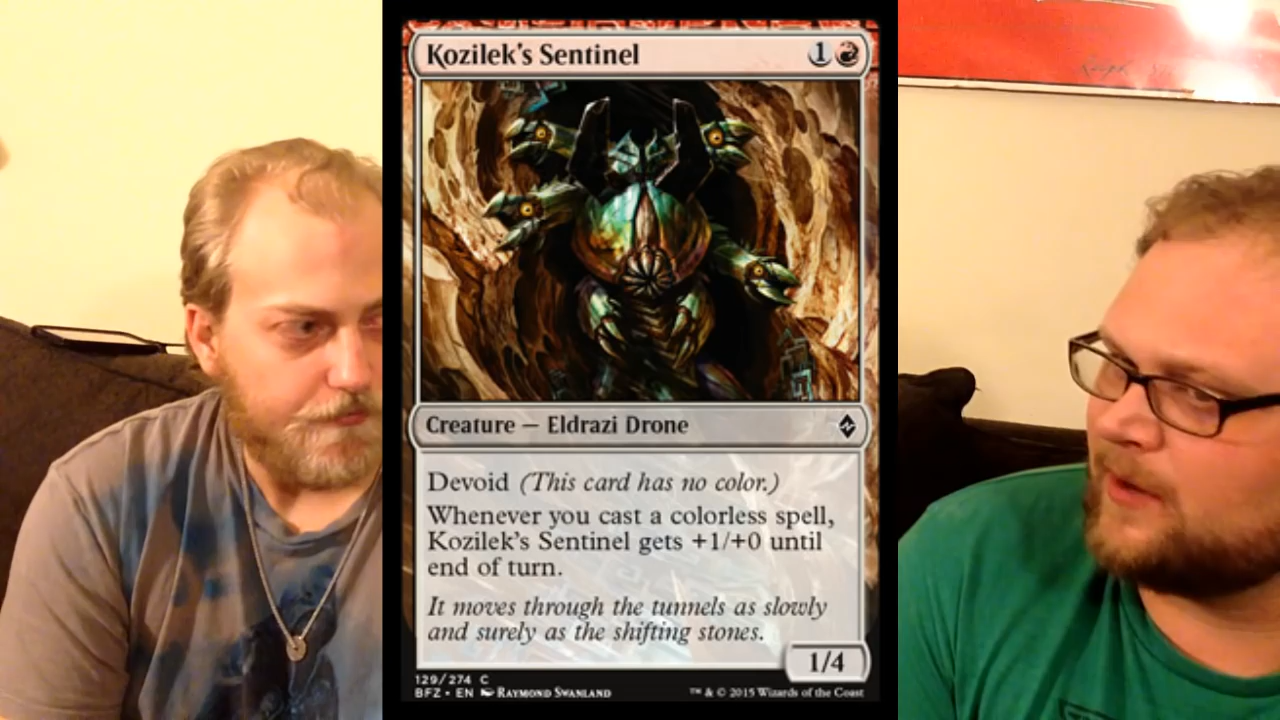 Kozilek's Sentinel 1
Creature — Eldrazi Drone
Devoid (This card has no color.)
Whenever you cast a colorless spell,
Kozilek's Sentinel gets +1/+0 until
end of turn.
It moves through the tunnels as slowly
and surely as the shifting stones.
1/4
129/274 C
BFZ • EN RAYMOND SWANLAND
™ & © 2015 Wizards of the Coast